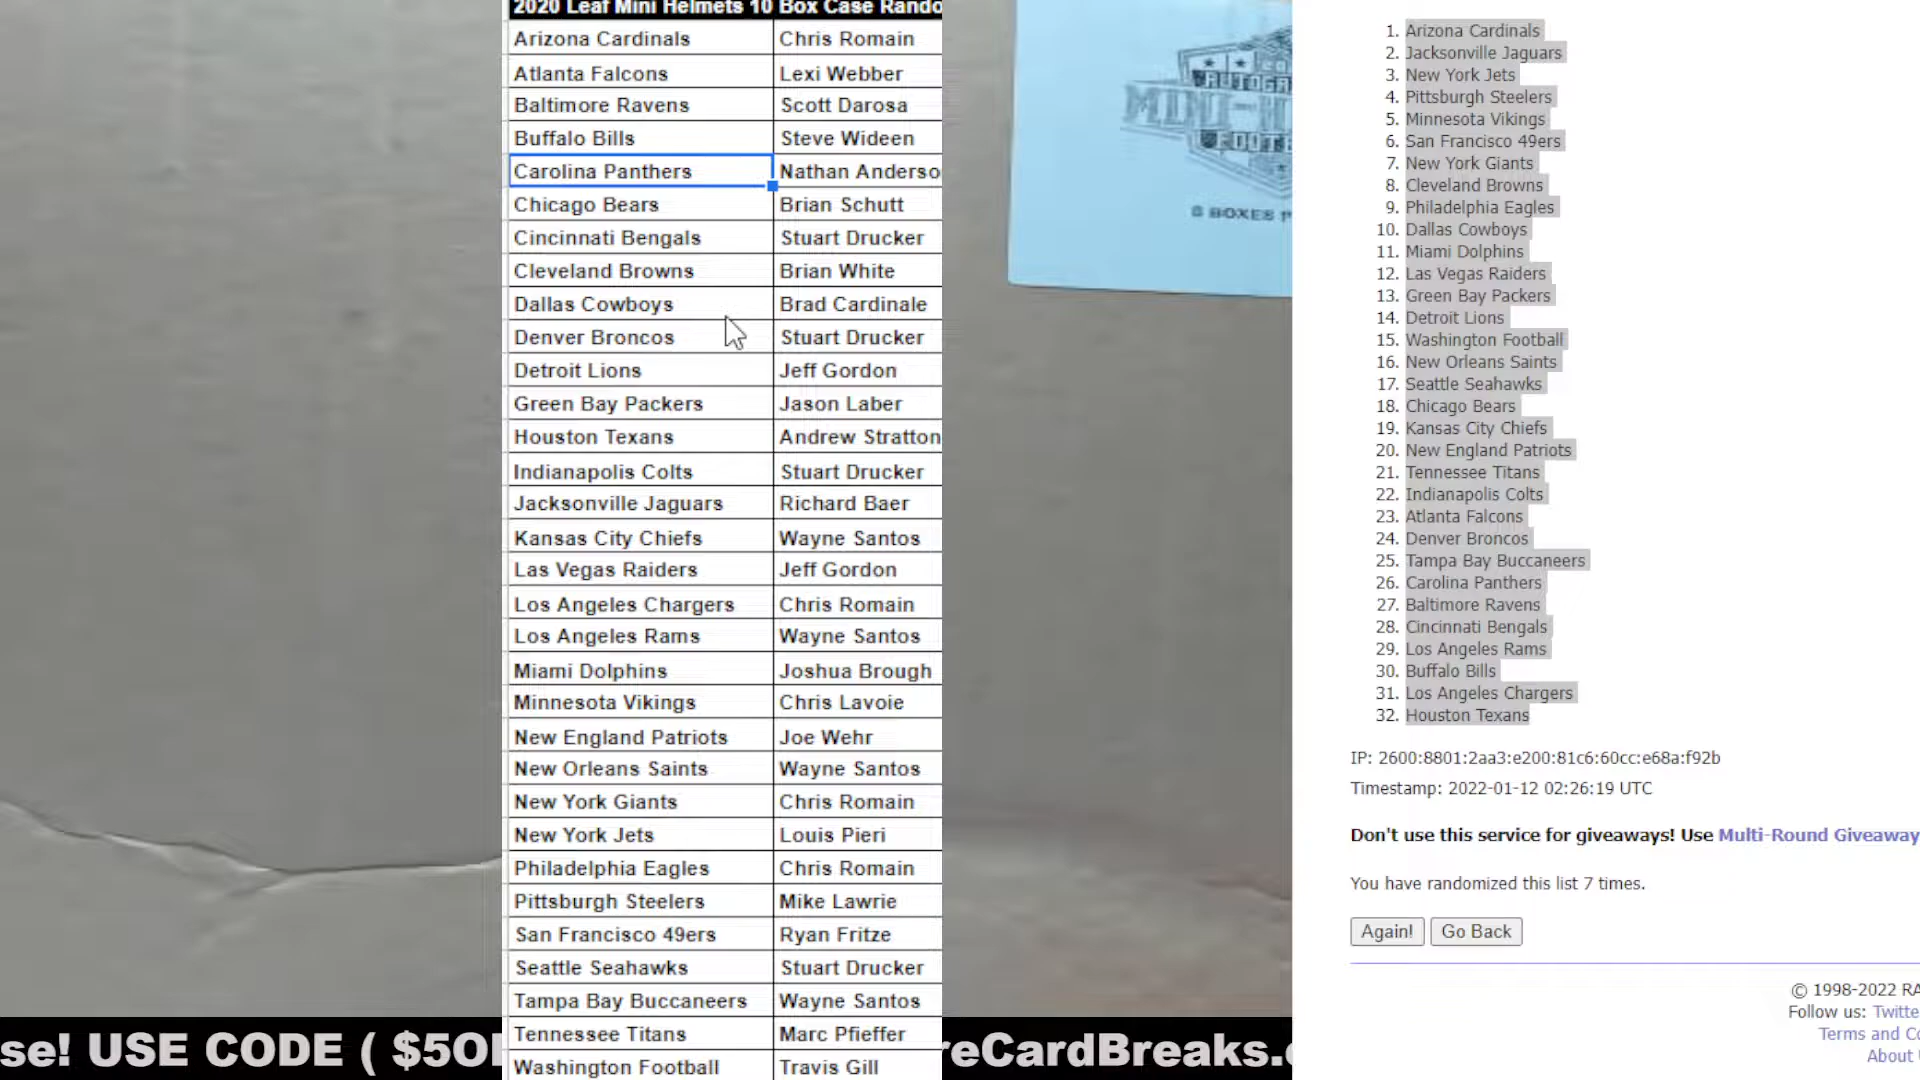 2020 Leaf Mini Helmets 10 Box Case Rando
Arizona Cardinals Chris Romain
Atlanta Falcons Lexi Webber
Baltimore Ravens Scott Darosa
Buffalo Bills Steve Wideen
Carolina Panthers Nathan Anderso
Chicago Bears Brian Schutt
Cincinnati Bengals Stuart Drucker
Cleveland Browns Brian White
Dallas Cowboys Brad Cardinale
Denver Broncos Stuart Drucker
Detroit Lions Jeff Gordon
Green Bay Packers Jason Laber
Houston Texans Andrew Stratton
Indianapolis Colts Stuart Drucker
Jacksonville Jaguars Richard Baer
Kansas City Chiefs Wayne Santos
Las Vegas Raiders Jeff Gordon
Los Angeles Chargers Chris Romain
Los Angeles Rams Wayne Santos
Miami Dolphins Joshua Brough
Minnesota Vikings Chris Lavoie
New England Patriots Joe Wehr
New Orleans Saints Wayne Santos
New York Giants Chris Romain
New York Jets Louis Pieri
Philadelphia Eagles Chris Romain
Pittsburgh Steelers Mike Lawrie
San Francisco 49ers Ryan Fritze
Seattle Seahawks Stuart Drucker
Tampa Bay Buccaneers Wayne Santos
Tennessee Titans Marc Pfieffer
Washington Football Travis Gill
AUTOGRA
MINI-H
FOOT
BOXES
1. Arizona Cardinals
2. Jacksonville Jaguars
3. New York Jets
4. Pittsburgh Steelers
5. Minnesota Vikings
6. San Francisco 49ers
7. New York Giants
8. Cleveland Browns
9. Philadelphia Eagles
10. Dallas Cowboys
11. Miami Dolphins
12. Las Vegas Raiders
13. Green Bay Packers
14. Detroit Lions
15. Washington Football
16. New Orleans Saints
17. Seattle Seahawks
18. Chicago Bears
19. Kansas City Chiefs
20. New England Patriots
21. Tennessee Titans
22. Indianapolis Colts
23. Atlanta Falcons
24. Denver Broncos
25. Tampa Bay Buccaneers
26. Carolina Panthers
27. Baltimore Ravens
28. Cincinnati Bengals
29. Los Angeles Rams
30. Buffalo Bills
31. Los Angeles Chargers
32. Houston Texans
IP: 2600:8801:2aa3:e200:81c6:60cc:e68a:f92b
Timestamp: 2022-01-12 02:26:19 UTC
Don't use this service for giveaways! Use Multi-Round Giveaway
You have randomized this list 7 times.
Again! Go Back
© 1998-2022 RA
Follow us: Twitte
Terms and Co
About U
se! USE CODE ( $5O
reCardBreaks.